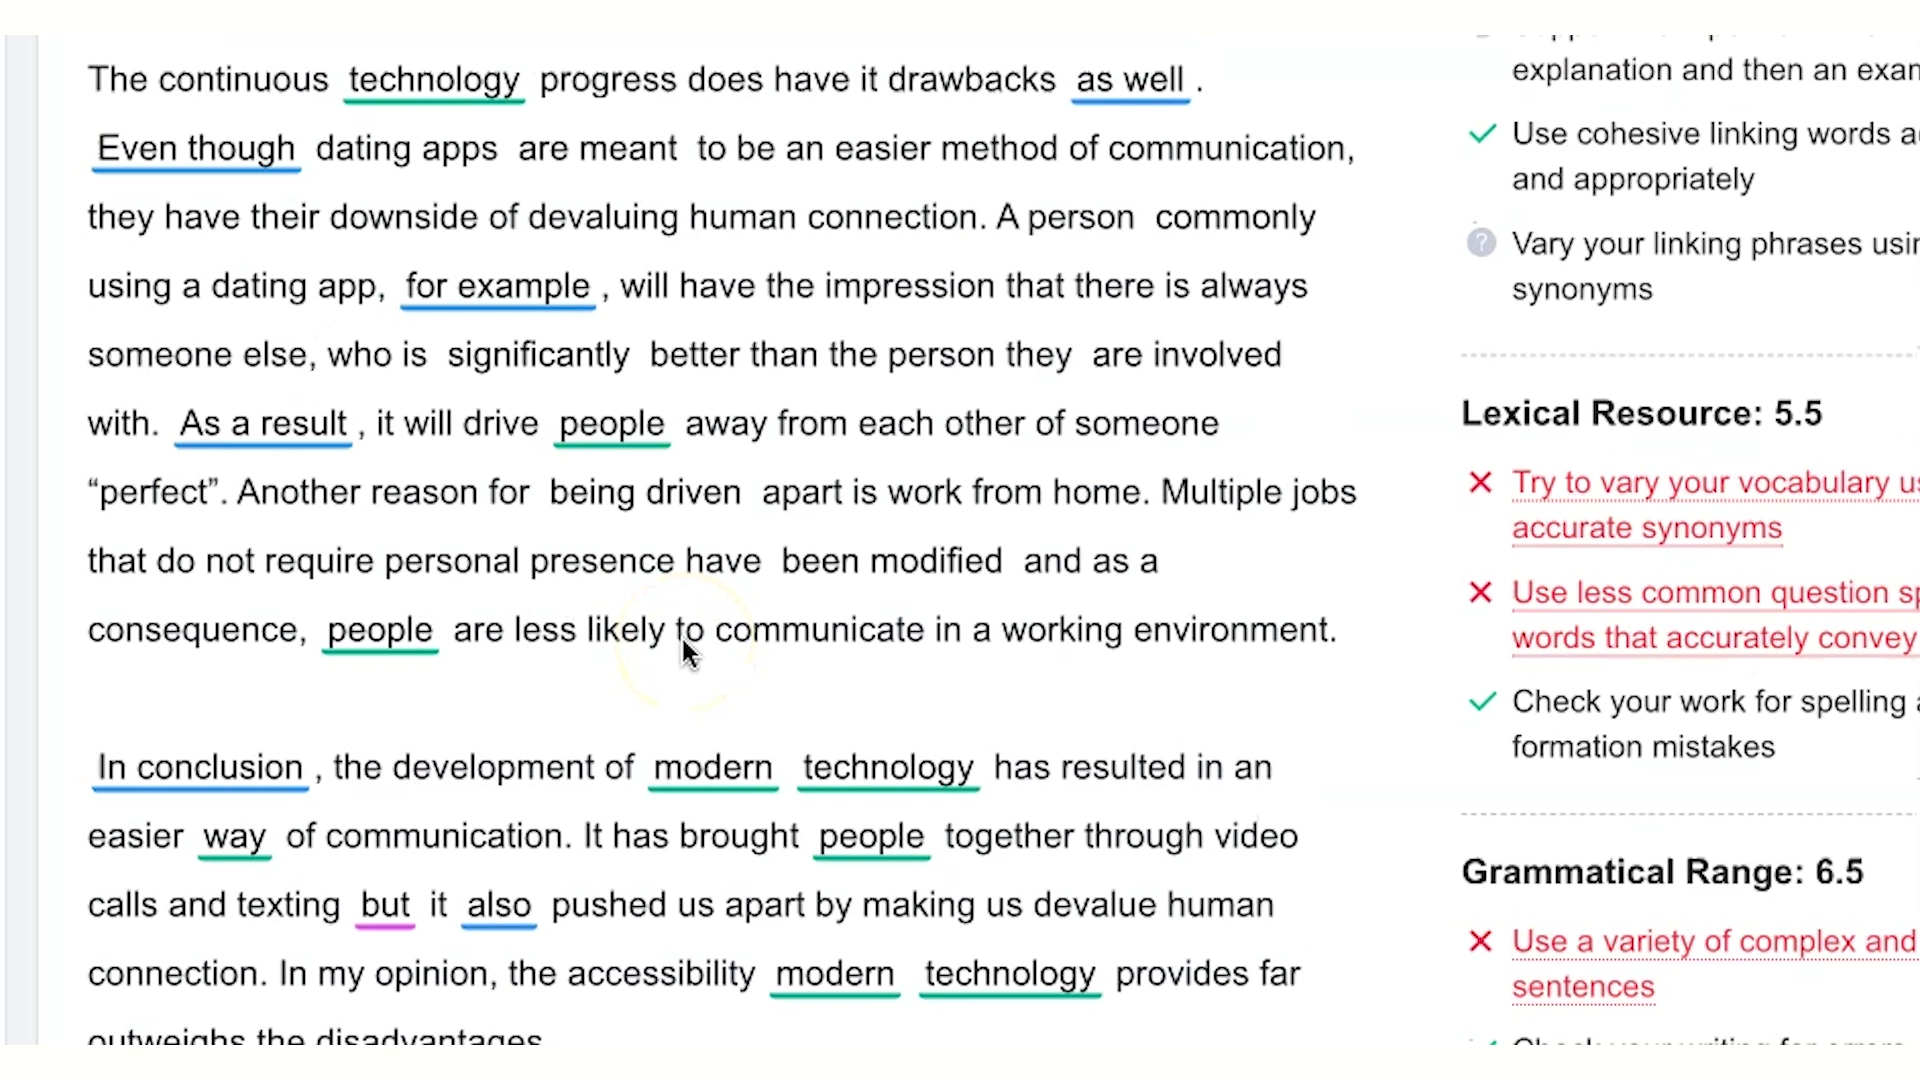 The continuous technology progress does have it drawbacks as well .
Even though dating apps are meant to be an easier method of communication,
they have their downside of devaluing human connection. A person commonly
using a dating app, for example , will have the impression that there is always
someone else, who is significantly better than the person they are involved
with. As a result , it will drive people away from each other of someone
“perfect”. Another reason for being driven apart is work from home. Multiple jobs
that do not require personal presence have been modified and as a
consequence, people are less likely to communicate in a working environment.
In conclusion , the development of modern technology has resulted in an
easier way of communication. It has brought people together through video
calls and texting but it also pushed us apart by making us devalue human
connection. In my opinion, the accessibility modern technology provides far
outweighs the disadvantages
explanation and then an exam
Use cohesive linking words a
and appropriately
? Vary your linking phrases usin
synonyms
Lexical Resource: 5.5
Try to vary your vocabulary us
accurate synonyms
Use less common question sp
words that accurately convey
Check your work for spelling a
formation mistakes
Grammatical Range: 6.5
Use a variety of complex and
sentences